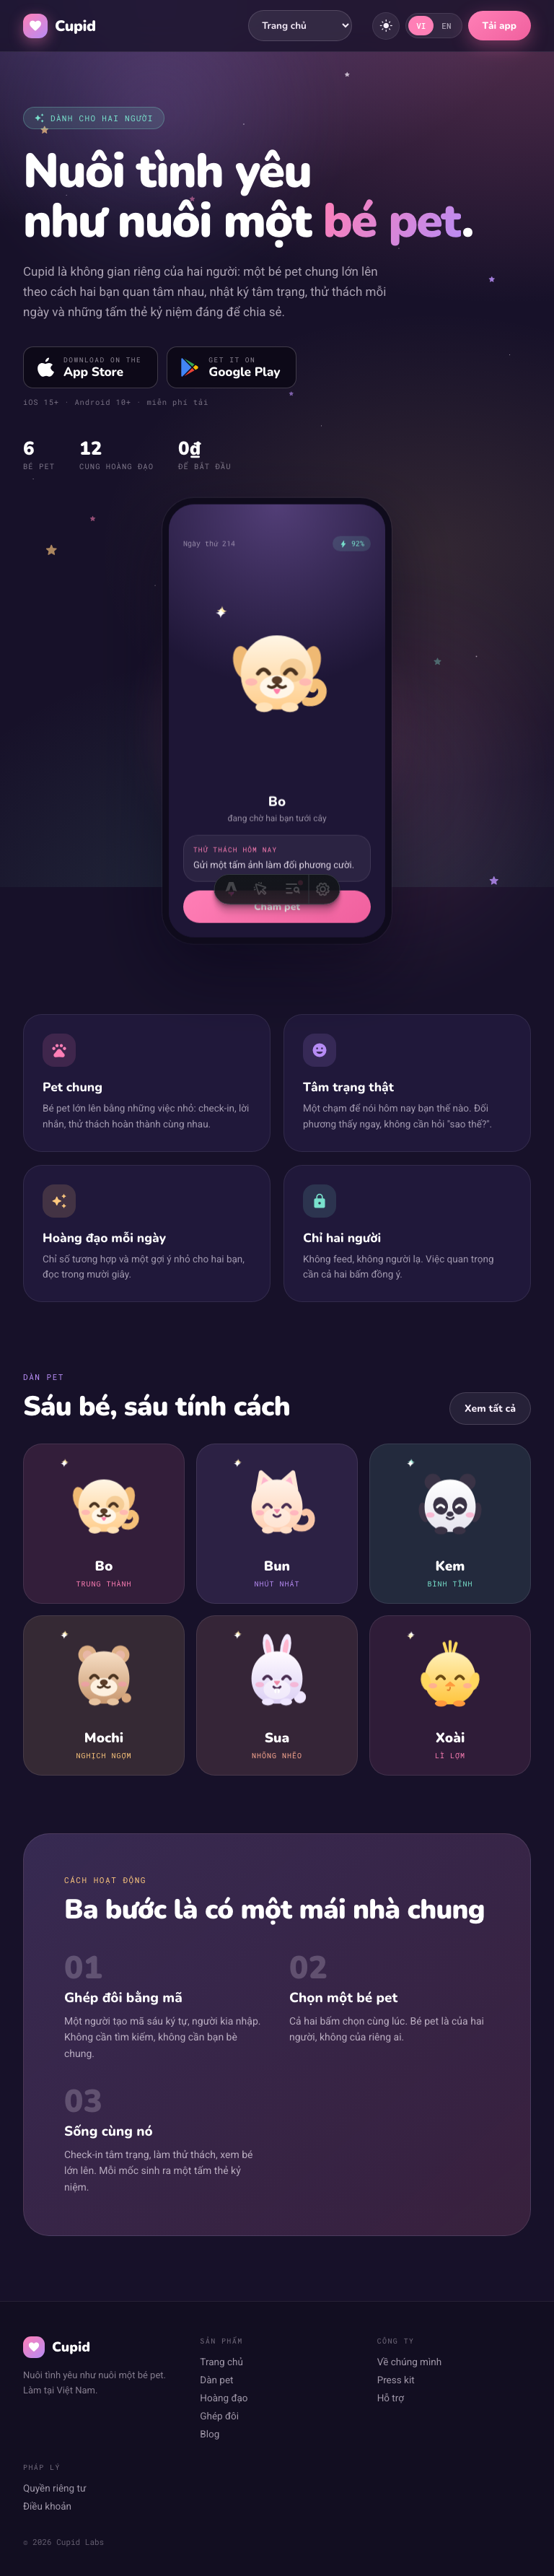 Cupid
Trang chủ
VI EN
Tải app
DÀNH CHO HAI NGƯỜI
Nuôi tình yêu
như nuôi một bé pet.
Cupid là không gian riêng của hai người: một bé pet chung lớn lên
theo cách hai bạn quan tâm nhau, nhật ký tâm trạng, thử thách mỗi
ngày và những tấm thẻ kỷ niệm đáng để chia sẻ.
DOWNLOAD ON THE
App Store
GET IT ON
Google Play
iOS 15+ · Android 10+ · miễn phí tải
6
BÉ PET
12
CUNG HOÀNG ĐẠO
0₫
ĐỂ BẮT ĐẦU
Ngày thứ 214
92%
Bo
đang chờ hai bạn tưới cây
THỬ THÁCH HÔM NAY
Gửi một tấm ảnh làm đối phương cười.
Chạm pet
Pet chung
Bé pet lớn lên bằng những việc nhỏ: check-in, lời
nhắn, thử thách hoàn thành cùng nhau.
Tâm trạng thật
Một chạm để nói hôm nay bạn thế nào. Đối
phương thấy ngay, không cần hỏi "sao thế?".
Hoàng đạo mỗi ngày
Chỉ số tương hợp và một gợi ý nhỏ cho hai bạn,
đọc trong mười giây.
Chỉ hai người
Không feed, không người lạ. Việc quan trọng
cần cả hai bấm đồng ý.
DÀN PET
Sáu bé, sáu tính cách
Xem tất cả
Bo
TRUNG THÀNH
Bun
NHÚT NHÁT
Kem
BÌNH TĨNH
Mochi
NGHỊCH NGỢM
Sua
NHÕNG NHẼO
Xoài
LÌ LỢM
CÁCH HOẠT ĐỘNG
Ba bước là có một mái nhà chung
01
Ghép đôi bằng mã
Một người tạo mã sáu ký tự, người kia nhập.
Không cần tìm kiếm, không cần bạn bè
chung.
02
Chọn một bé pet
Cả hai bấm chọn cùng lúc. Bé pet là của hai
người, không của riêng ai.
03
Sống cùng nó
Check-in tâm trạng, làm thử thách, xem bé
lớn lên. Mỗi mốc sinh ra một tấm thẻ kỷ
niệm.
Cupid
Nuôi tình yêu như nuôi một bé pet.
Làm tại Việt Nam.
SẢN PHẨM
Trang chủ
Dàn pet
Hoàng đạo
Ghép đôi
Blog
CÔNG TY
Về chúng mình
Press kit
Hỗ trợ
PHÁP LÝ
Quyền riêng tư
Điều khoản
© 2026 Cupid Labs